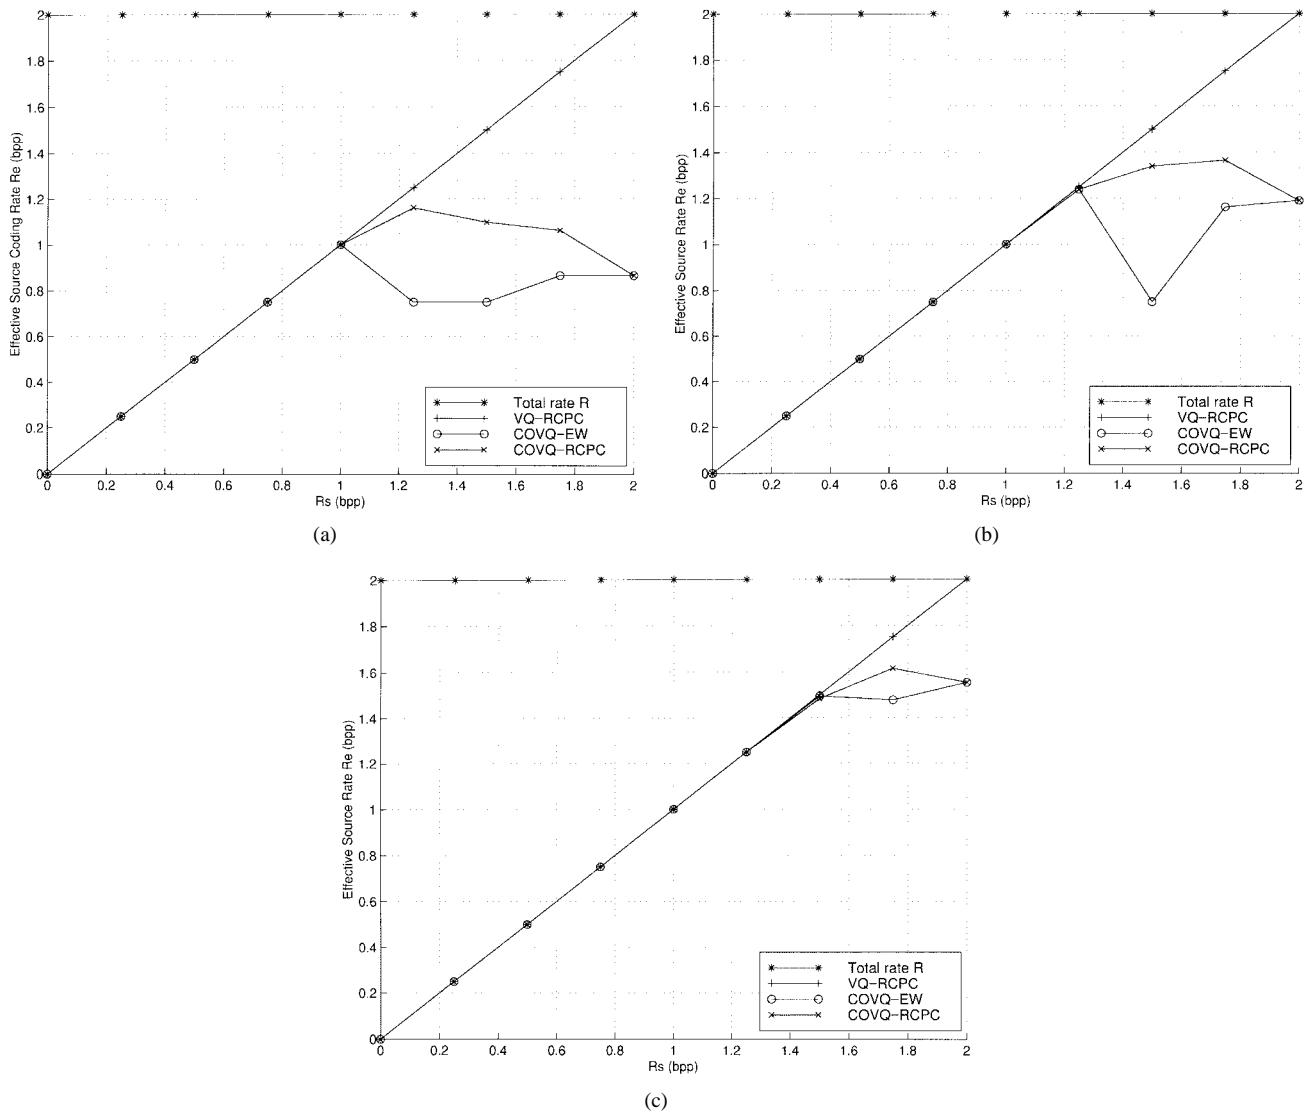 2
1.8
1.6
1.4
1.2
1
0.8
0.6
0.4
0.2
0
Effective Source Coding Rate Re (bpp)
0 0.2 0.4 0.6 0.8 1 1.2 1.4 1.6 1.8 2
Rs (bpp)
Total rate R
VQ-RCPC
COVQ-EW
COVQ-RCPC
(a)
2
1.8
1.6
1.4
1.2
1
0.8
0.6
0.4
0.2
0
Effective Source Rate Re (bpp)
0 0.2 0.4 0.6 0.8 1 1.2 1.4 1.6 1.8 2
Rs (bpp)
Total rate R
VQ-RCPC
COVQ-EW
COVQ-RCPC
(b)
2
1.8
1.6
1.4
1.2
1
0.8
0.6
0.4
0.2
0
Effective Source Rate Re (bpp)
0 0.2 0.4 0.6 0.8 1 1.2 1.4 1.6 1.8 2
Rs (bpp)
Total rate R
VQ-RCPC
COVQ-EW
COVQ-RCPC
(c)